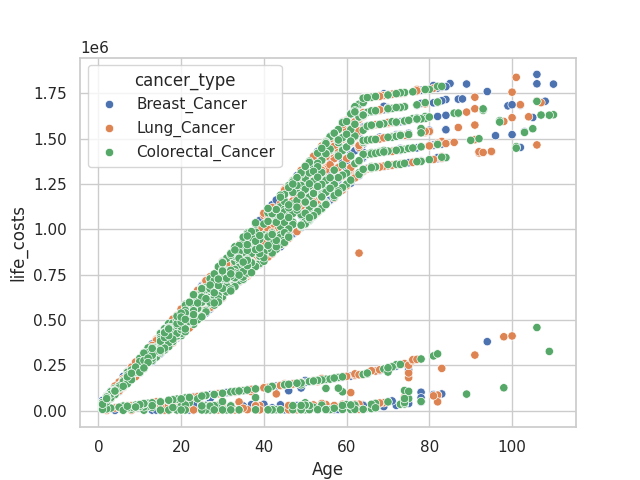 1e6
cancer_type
Breast_Cancer
Lung_Cancer
Colorectal_Cancer
1.75
1.50
1.25
1.00
0.75
0.50
0.25
0.00
life_costs
0 20 40 60 80 100
Age